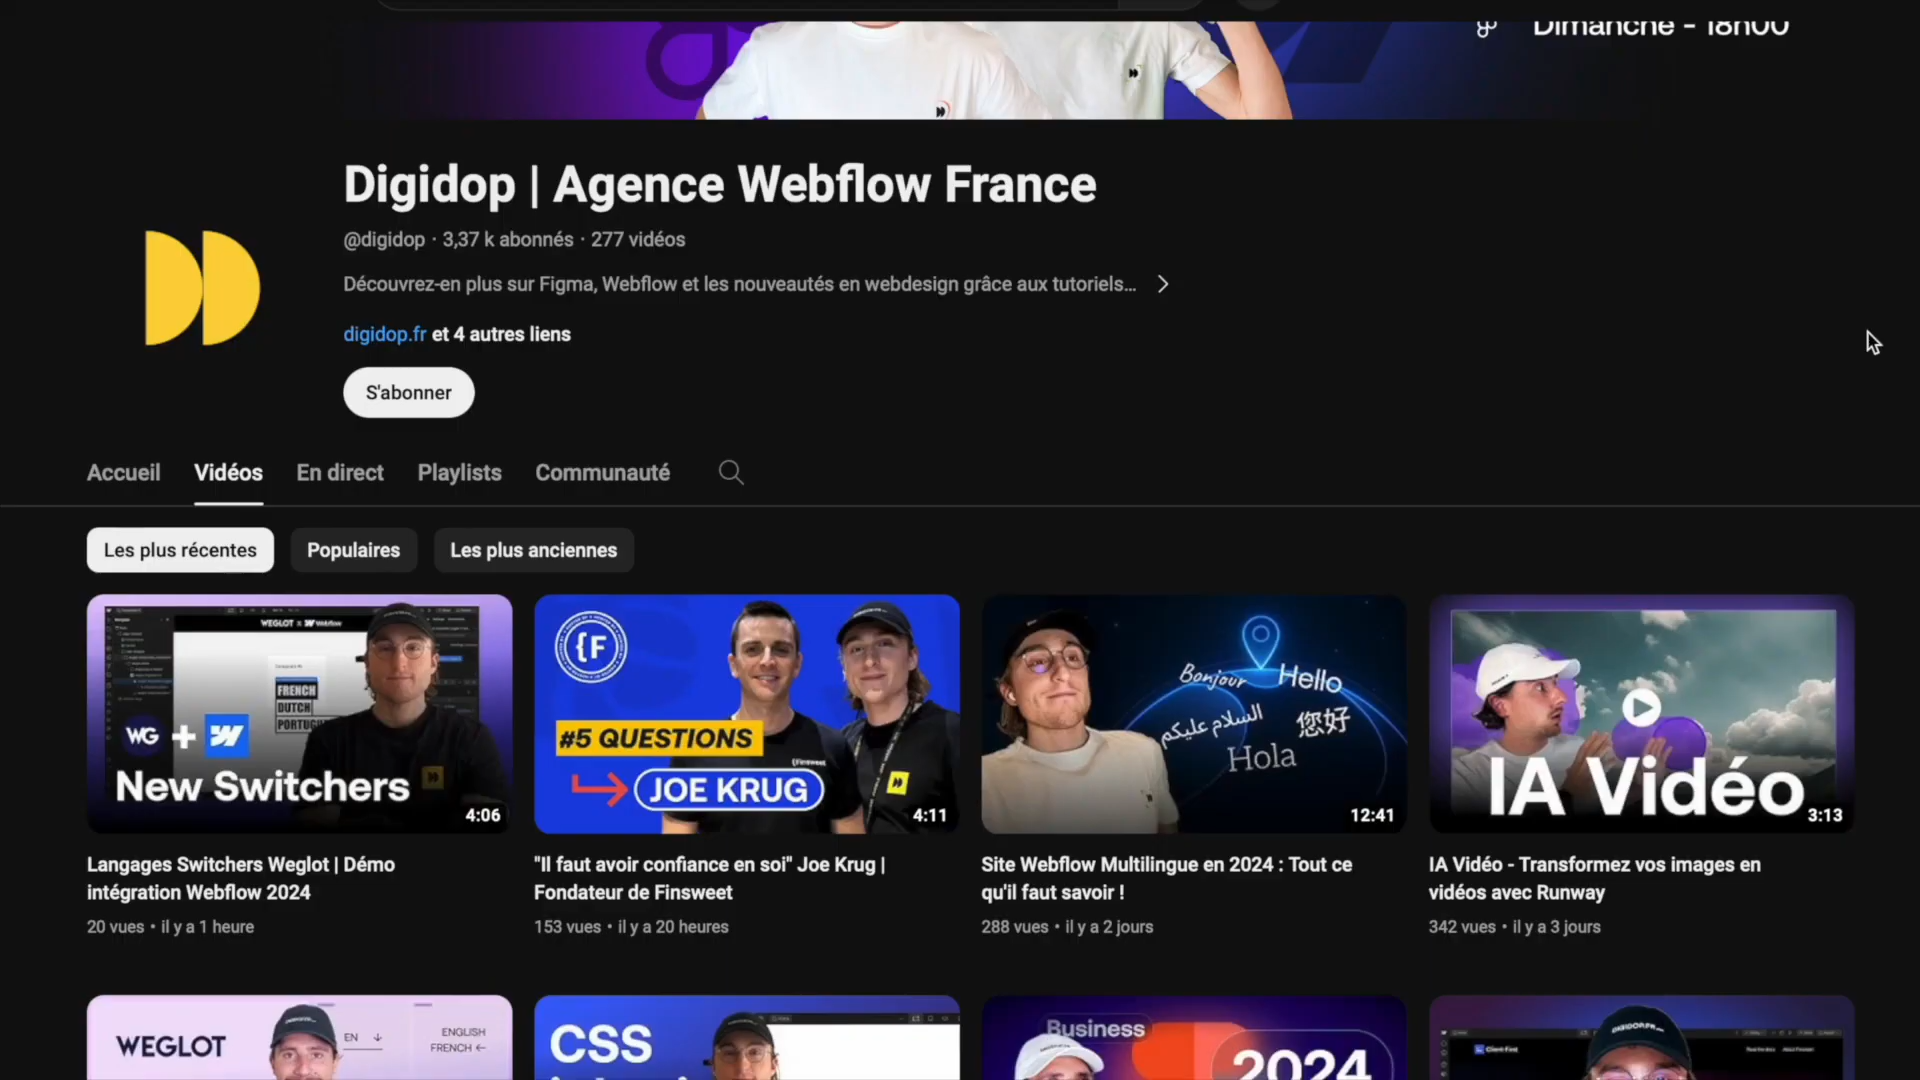 Dimanche - 18h00
Digidop | Agence Webflow France
@digidop · 3,37 k abonnés · 277 vidéos
Découvrez-en plus sur Figma, Webflow et les nouveautés en webdesign grâce aux tutoriels...
digidop.fr et 4 autres liens
S'abonner
Accueil
Vidéos
En direct
Playlists
Communauté
Les plus récentes
Populaires
Les plus anciennes
WEGLOT x Webflow
FRENCH
DUTCH
WG +
New Switchers
4:06
{F
#5 QUESTIONS
JOE KRUG
{Finsweet
4:11
Bonjour
Hello
السلام عليكم
您好
Hola
12:41
IA Vidéo
3:13
Langages Switchers Weglot | Démo
intégration Webflow 2024
20 vues • il y a 1 heure
"Il faut avoir confiance en soi" Joe Krug |
Fondateur de Finsweet
153 vues • il y a 20 heures
Site Webflow Multilingue en 2024 : Tout ce
qu'il faut savoir !
288 vues • il y a 2 jours
IA Vidéo - Transformez vos images en
vidéos avec Runway
342 vues • il y a 3 jours
WEGLOT
EN
ENGLISH
FRENCH
CSS
Business
2024
Client-First
DIGIDOP.FR